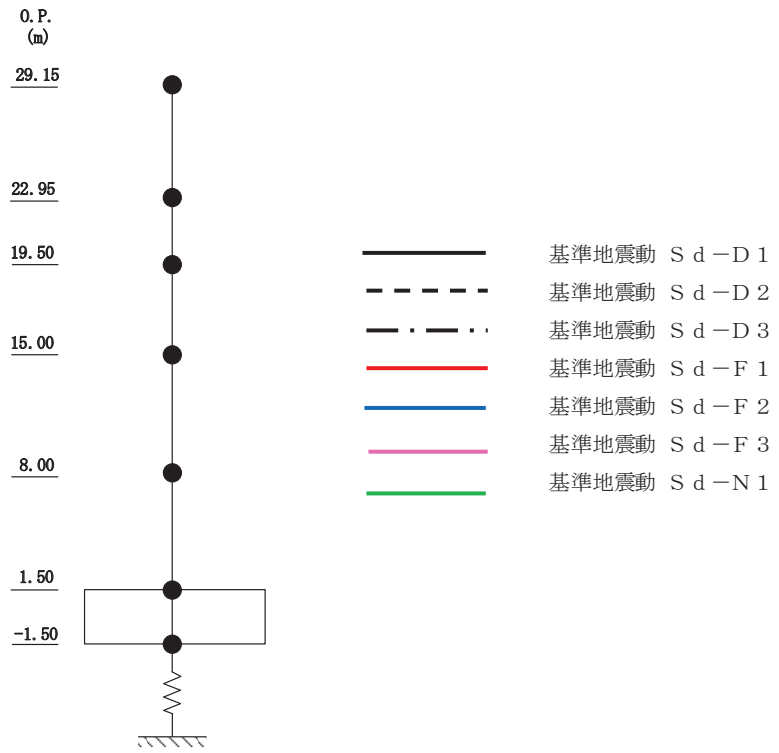 O.P.
(m)
29.15
22.95
19.50
15.00
8.00
1.50
-1.50
基準地震動 Ｓｄ－Ｄ１
基準地震動 Ｓｄ－Ｄ２
基準地震動 Ｓｄ－Ｄ３
基準地震動 Ｓｄ－Ｆ１
基準地震動 Ｓｄ－Ｆ２
基準地震動 Ｓｄ－Ｆ３
基準地震動 Ｓｄ－Ｎ１